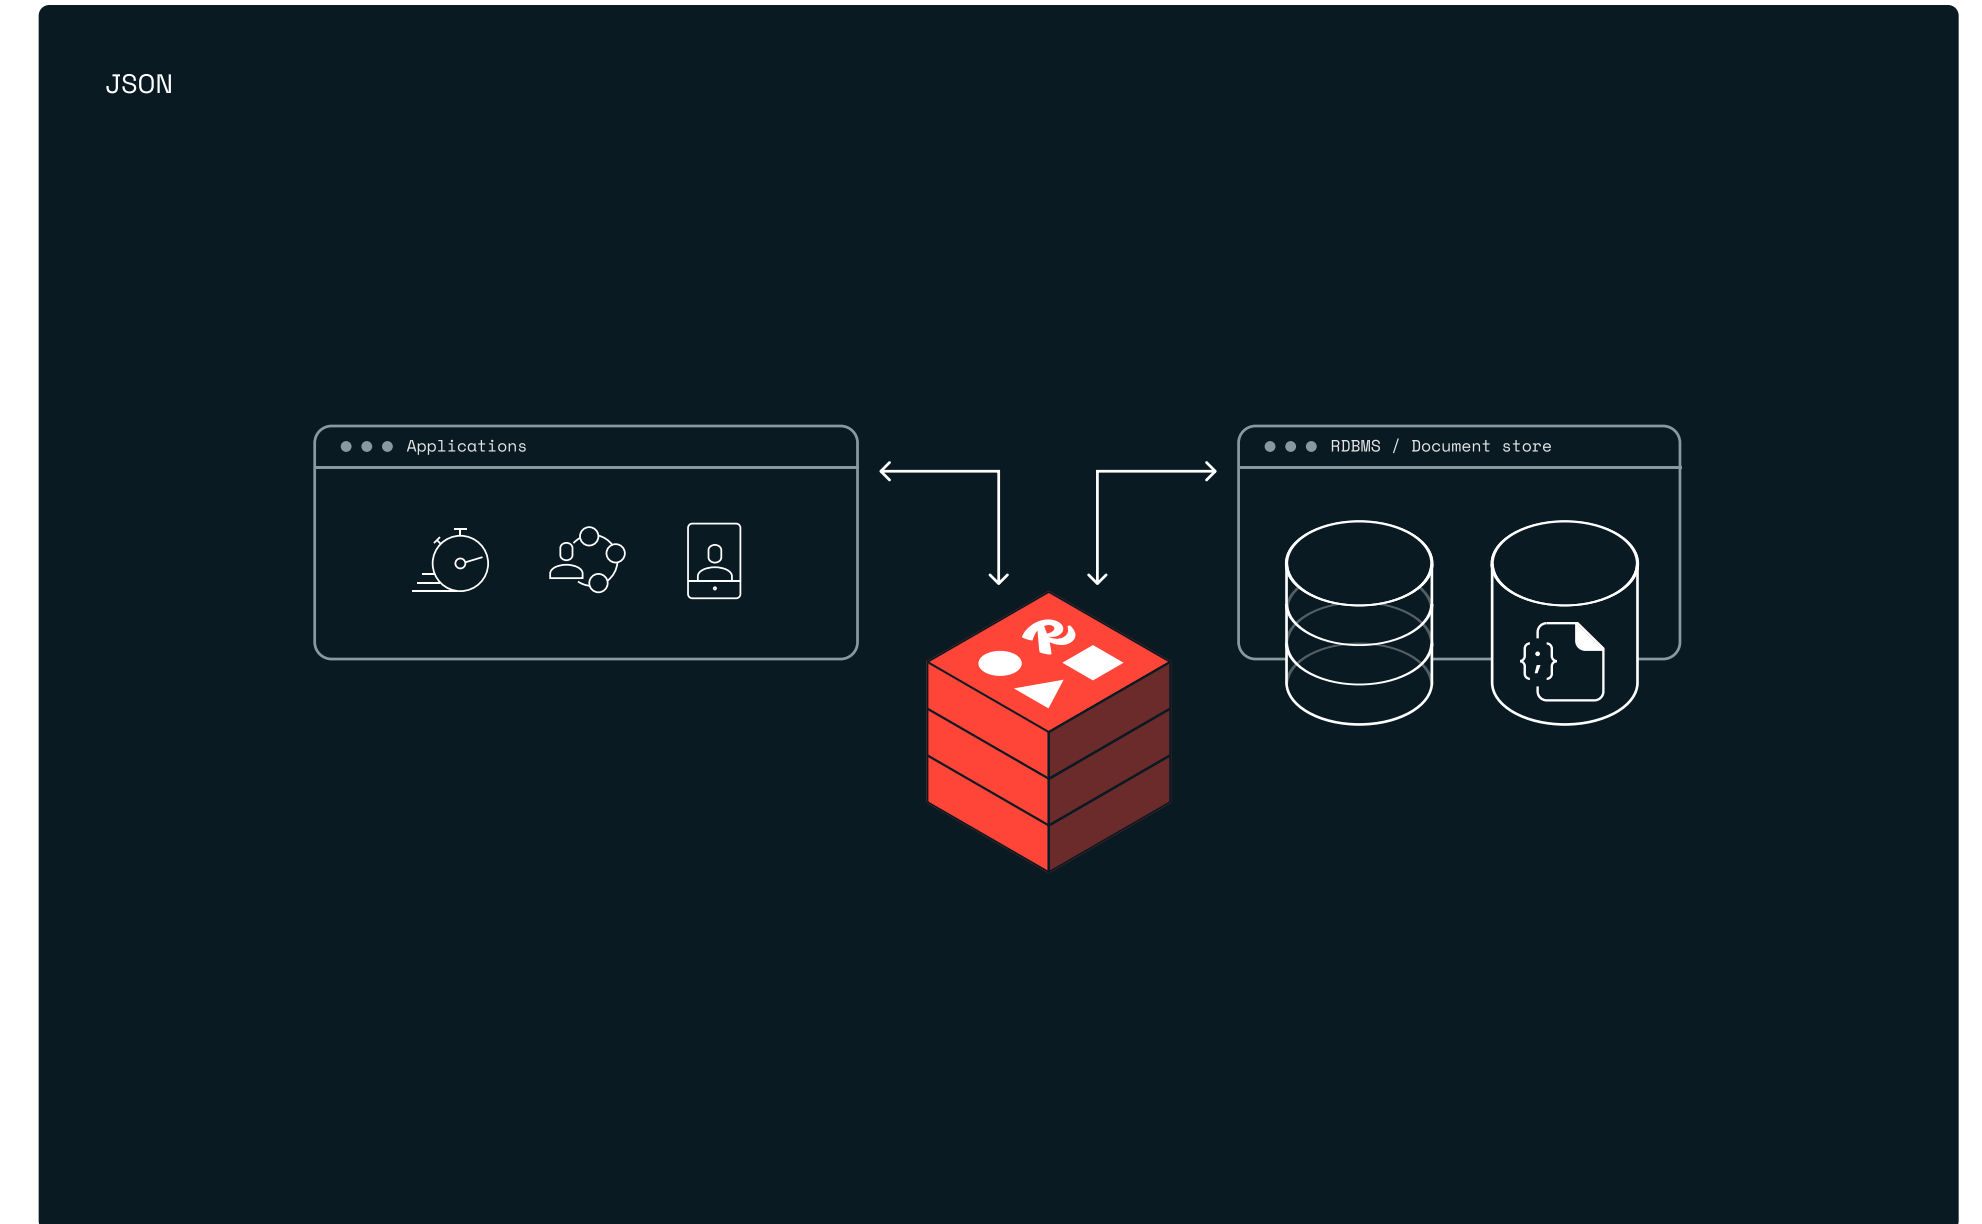 JSON
Applications
RDBMS / Document store
{;}